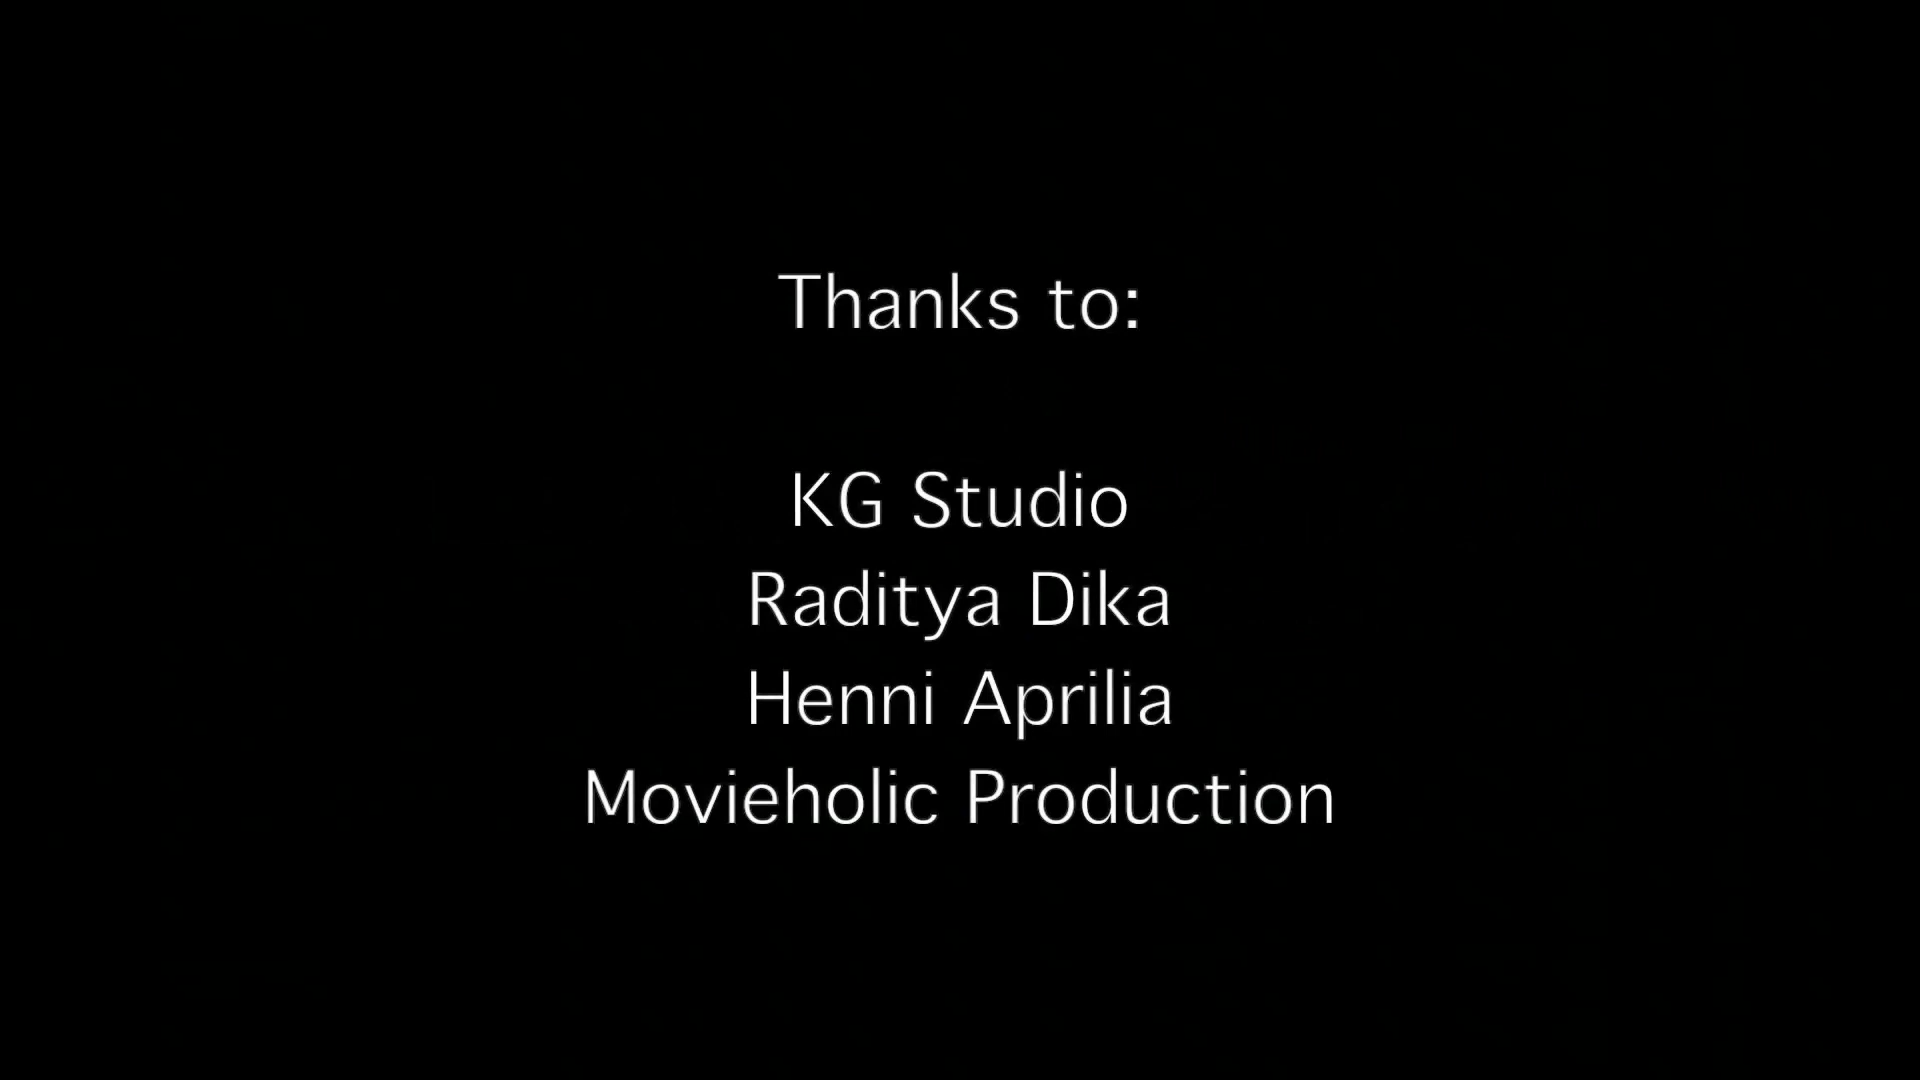 Thanks to:
KG Studio
Raditya Dika
Henni Aprilia
Movieholic Production